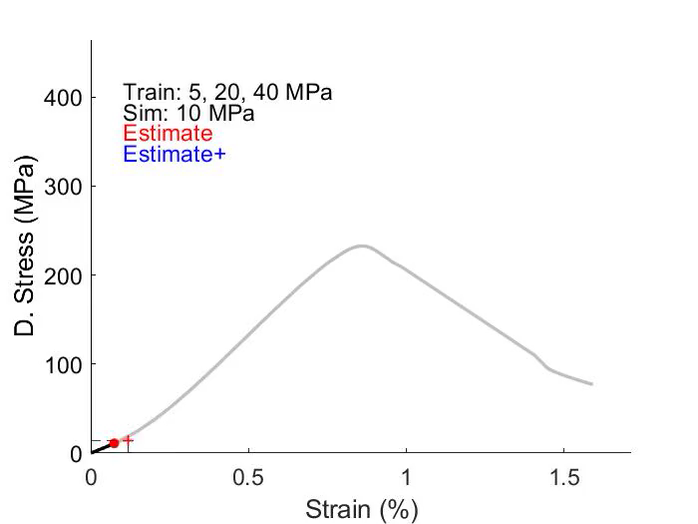 Train: 5, 20, 40 MPa
Sim: 10 MPa
Estimate
Estimate+
400
300
200
100
0
D. Stress (MPa)
0 0.5 1 1.5
Strain (%)